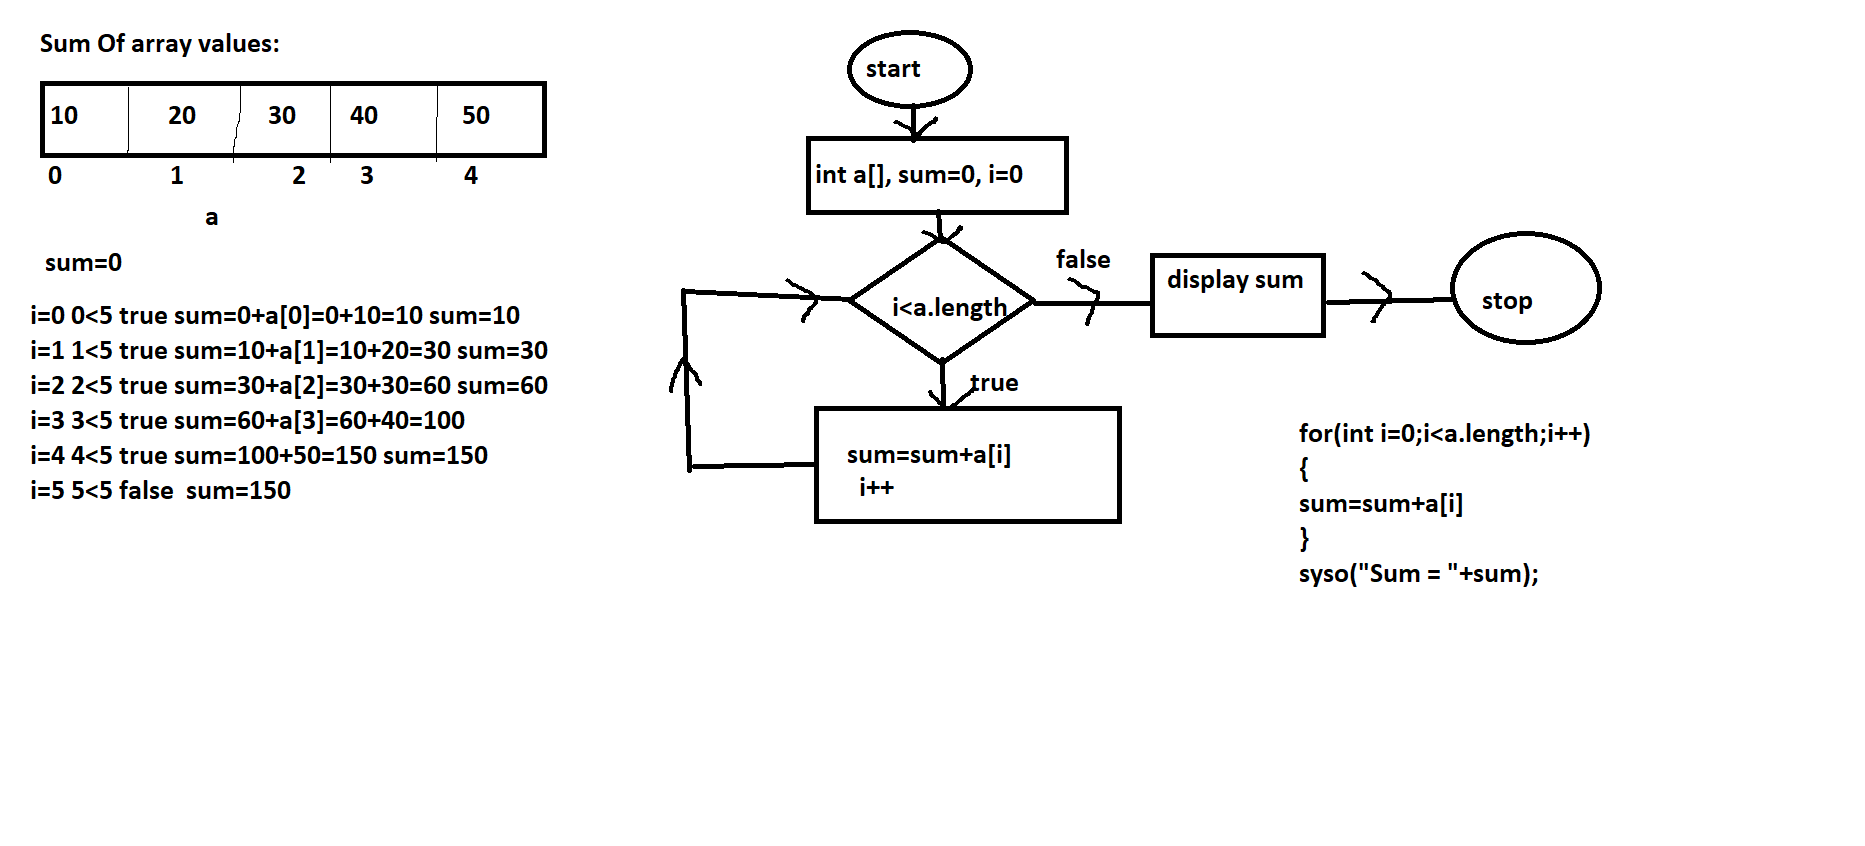 Sum Of array values:
10 20 30 40 50
0 1 2 3 4
a
sum=0
i=0 0<5 true sum=0+a[0]=0+10=10 sum=10
i=1 1<5 true sum=10+a[1]=10+20=30 sum=30
i=2 2<5 true sum=30+a[2]=30+30=60 sum=60
i=3 3<5 true sum=60+a[3]=60+40=100
i=4 4<5 true sum=100+50=150 sum=150
i=5 5<5 false  sum=150
start
int a[], sum=0, i=0
i<a.length
false
display sum
stop
true
sum=sum+a[i]
i++
for(int i=0;i<a.length;i++)
{
sum=sum+a[i]
}
syso("Sum = "+sum);